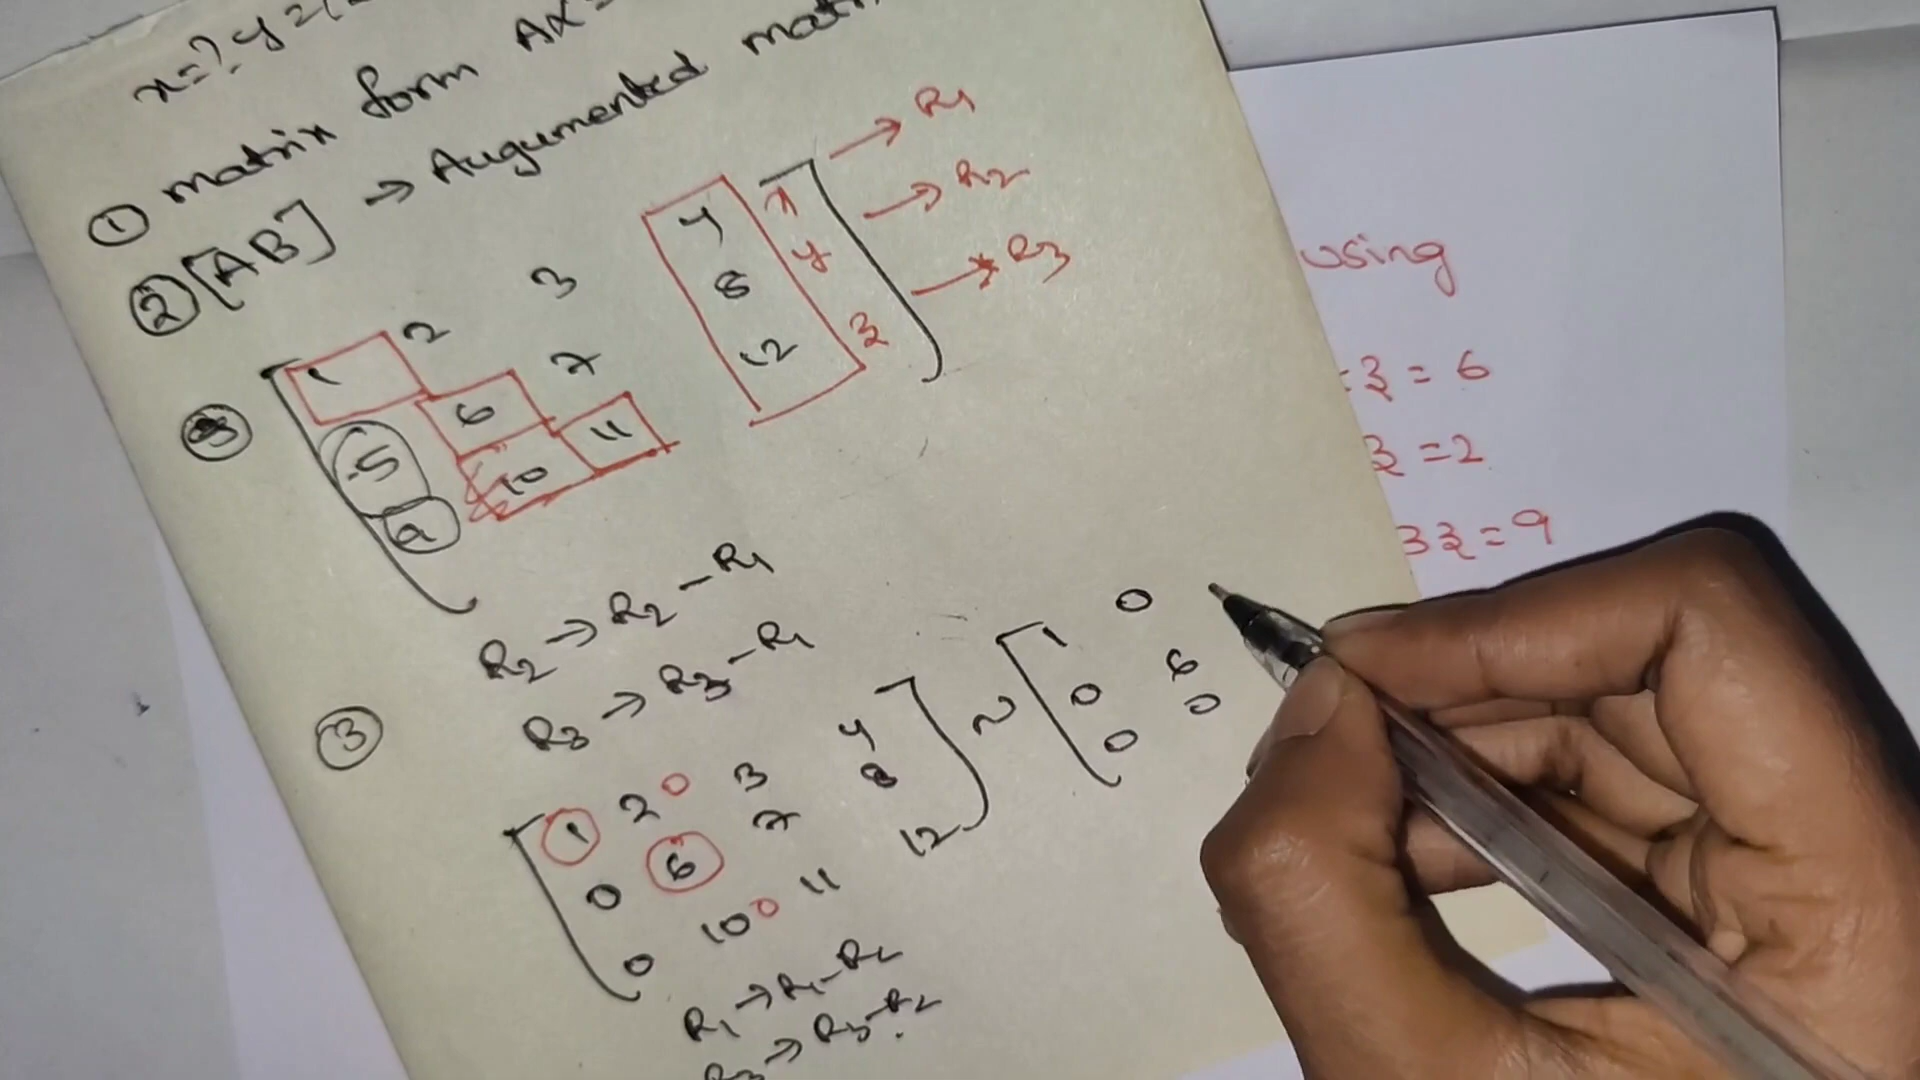 x=? y=
① matrix form AX=
② [AB] → Augumented matri
1 2 3 4 x → R1
5 6 7 8 y → R2
9 10 11 12 z → R3
R2 → R2 - R1
R3 → R3 - R1
③
1 2 0 3 4
0 6 7 8
0 10 0 11 12
~
1 0
0 6
0 0
R1 → R1 - R2
R3 → R3 - R2
using
z = 6
z = 2
3z = 9